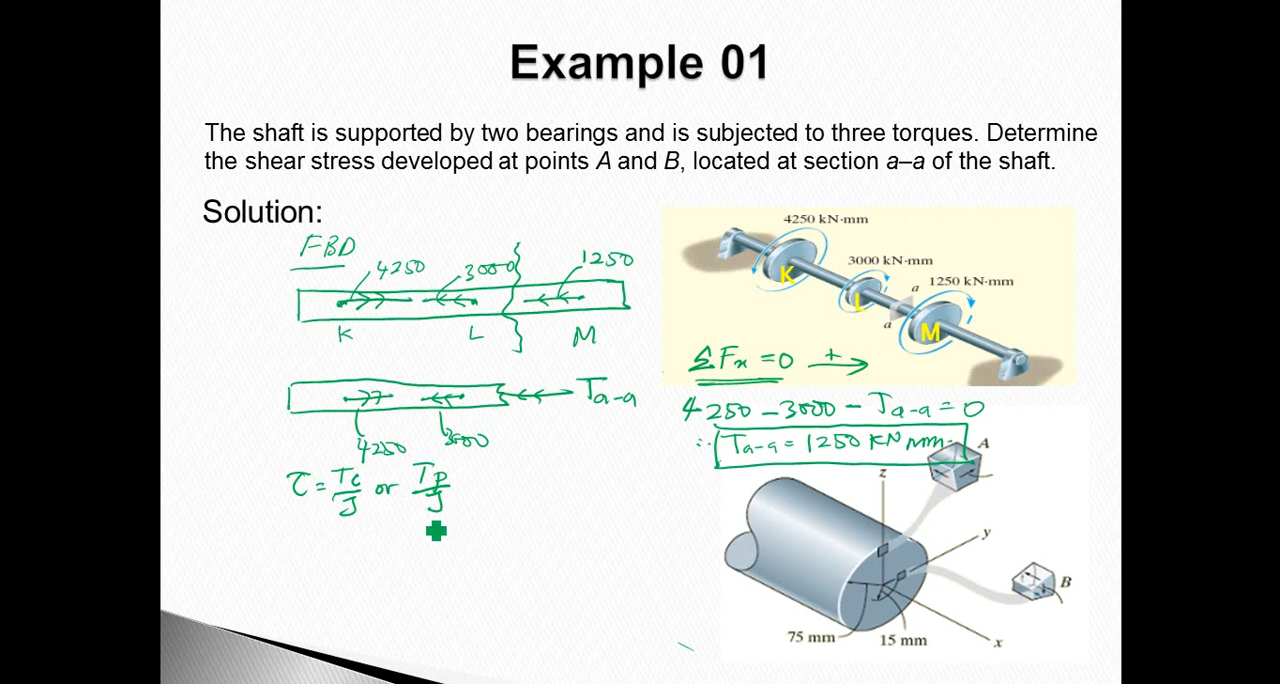 Example 01
The shaft is supported by two bearings and is subjected to three torques. Determine
the shear stress developed at points A and B, located at section a–a of the shaft.
Solution:
FBD
4250
3000
1250
K
L
M
4250 kN·mm
3000 kN·mm
a
1250 kN·mm
K
L
a
M
ΣFx = 0 +→
4250 – 3000 – Ta-a = 0
∴ Ta-a = 1250 KN mm
Ta-a
4250
3000
τ = Tc/J or Tρ/J
A
z
y
B
75 mm
15 mm
x